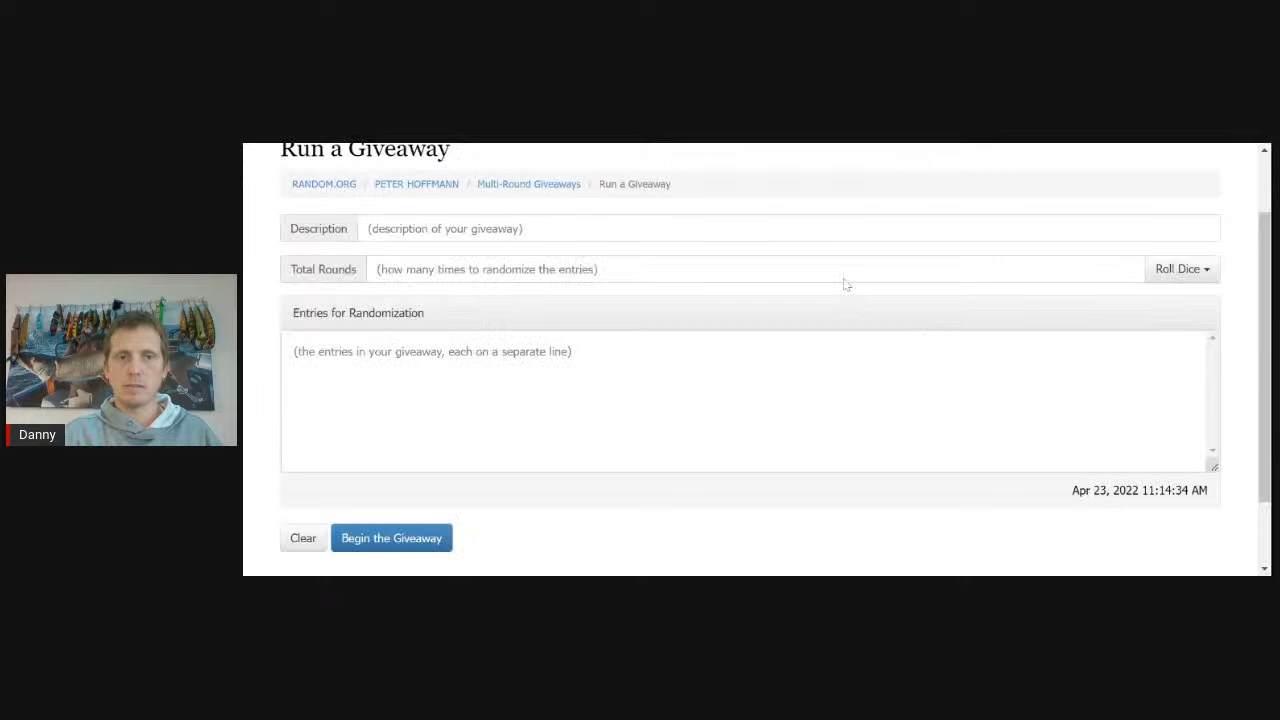 Run a Giveaway
RANDOM.ORG / PETER HOFFMANN / Multi-Round Giveaways / Run a Giveaway
Description (description of your giveaway)
Total Rounds (how many times to randomize the entries) Roll Dice
Entries for Randomization
(the entries in your giveaway, each on a separate line)
Danny
Apr 23, 2022 11:14:34 AM
Clear Begin the Giveaway